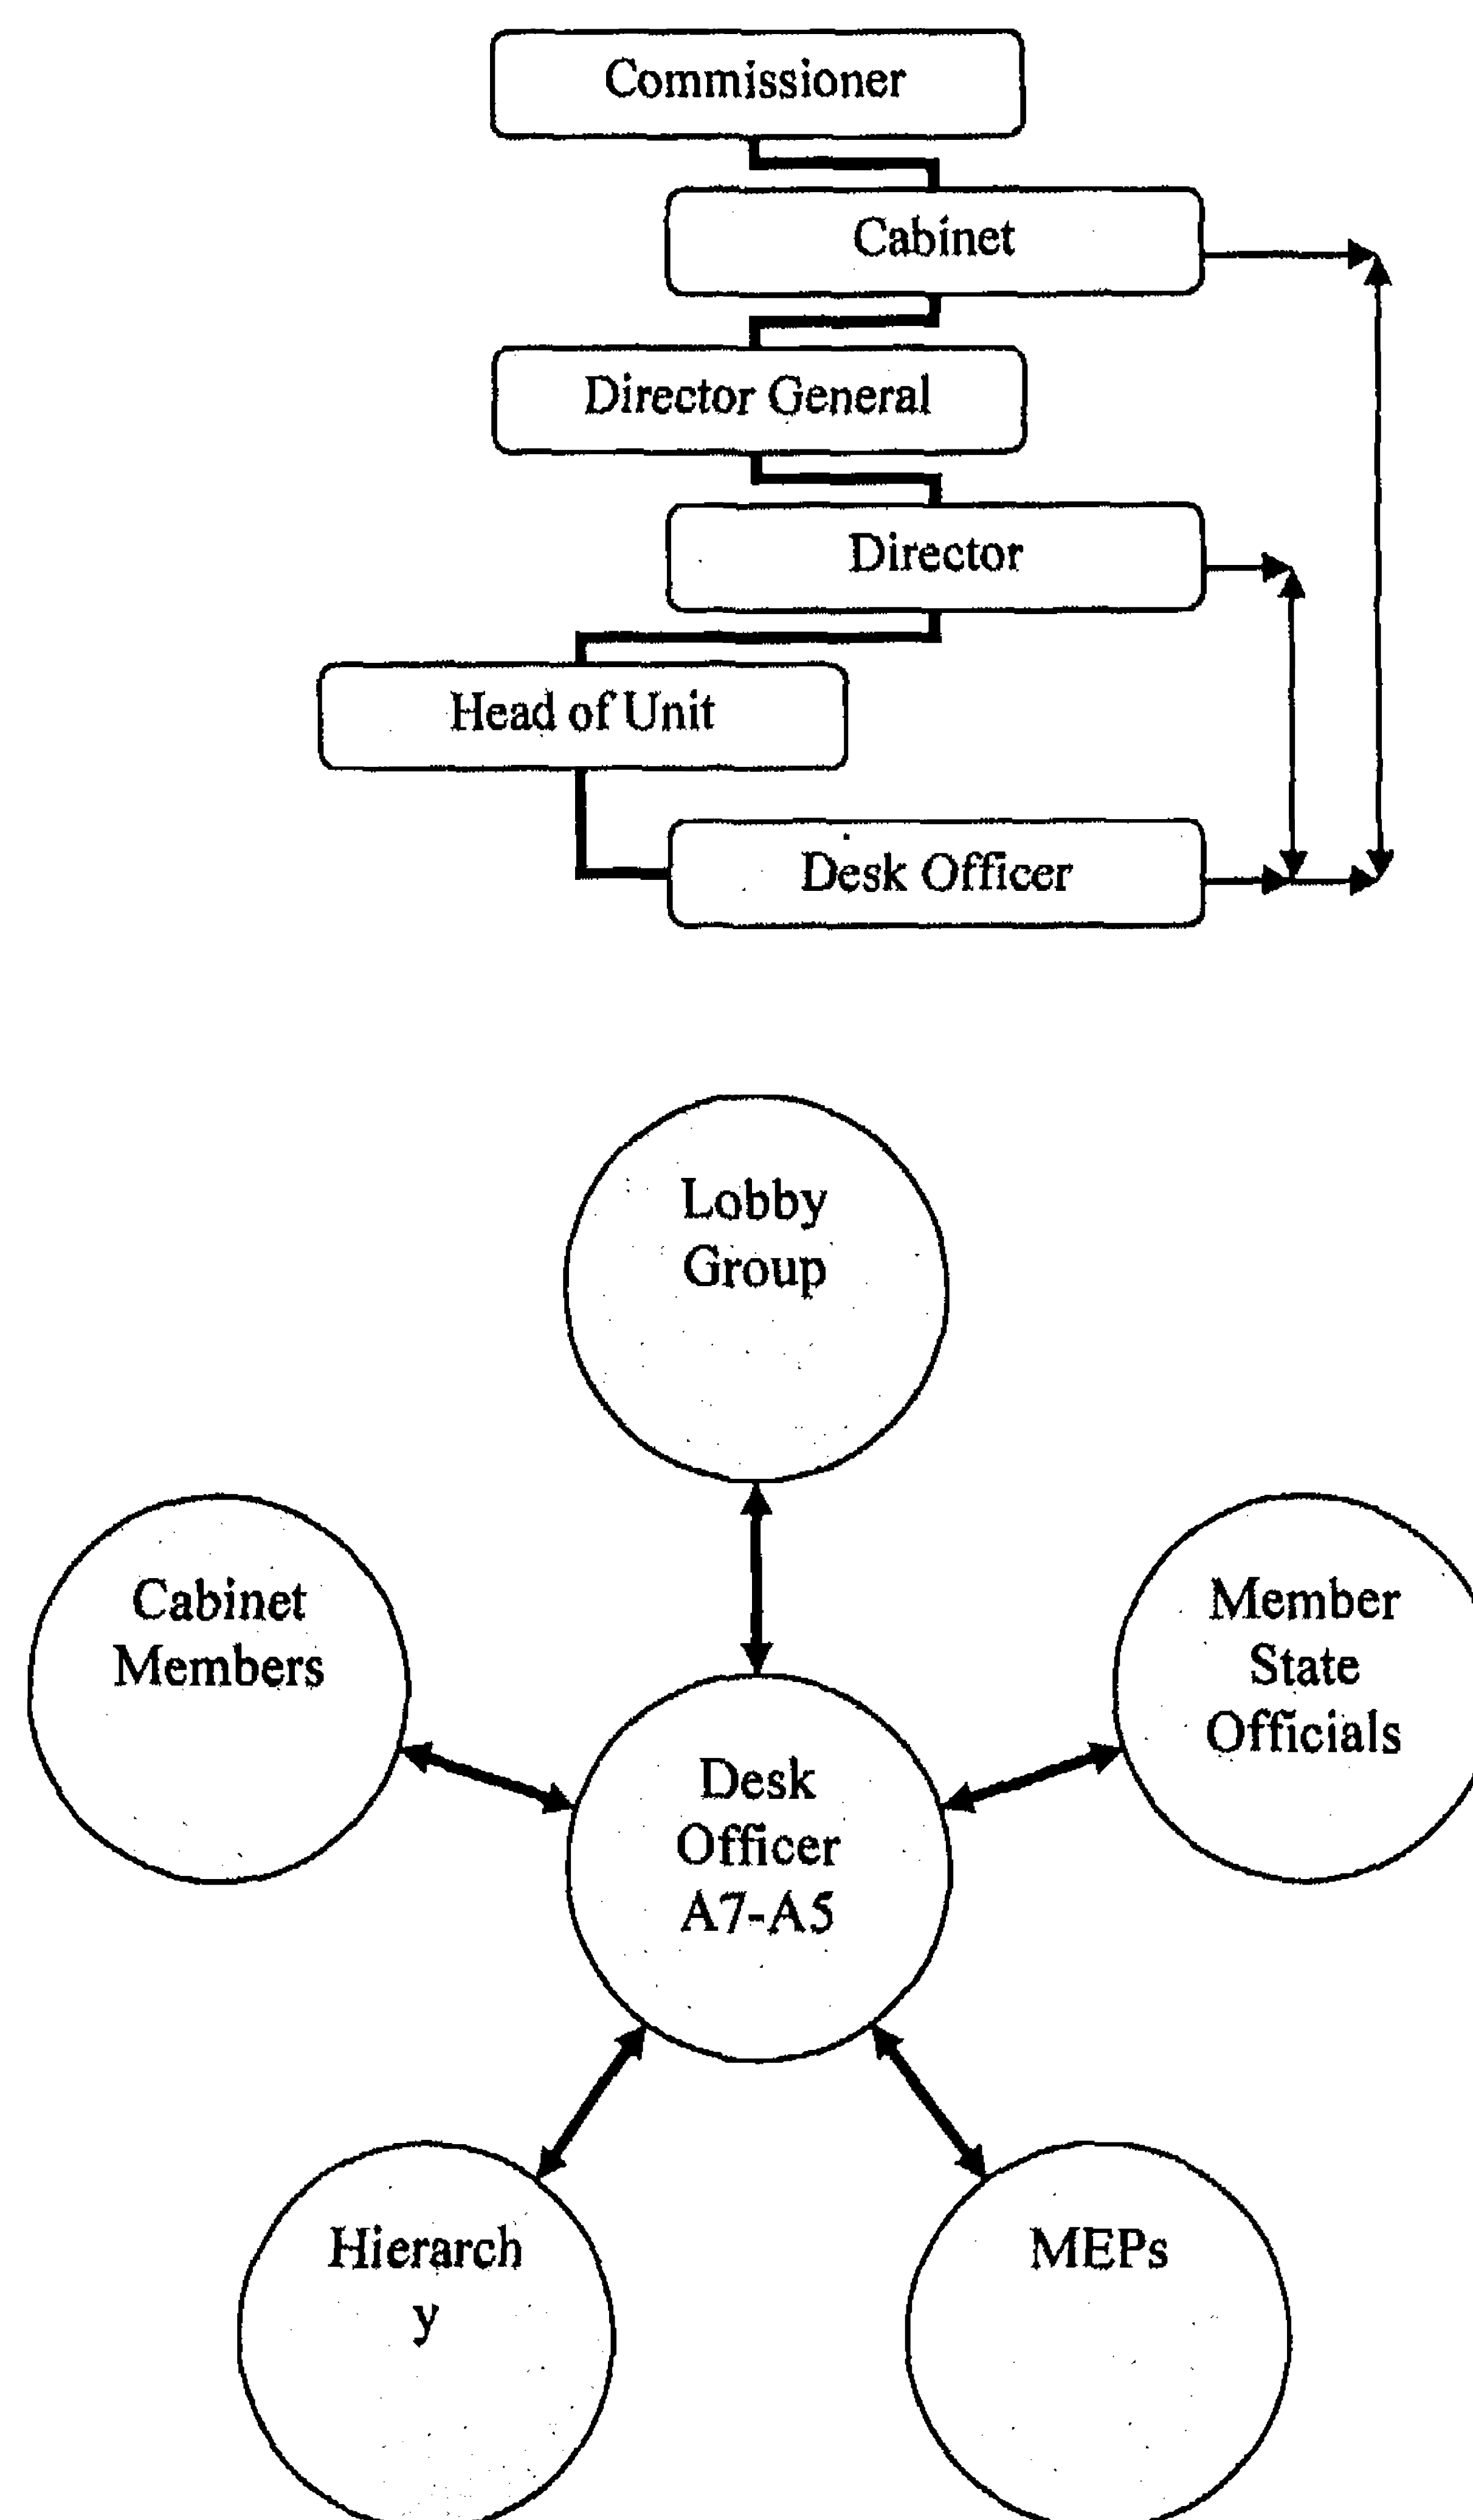 Commissioner
Cabinet
Director General
Director
Head of Unit
Desk Officer
Lobby
Group
Cabinet
Members
Member
State
Officials
Desk
Officer
A7-A5
Hierarch
y
MEPs